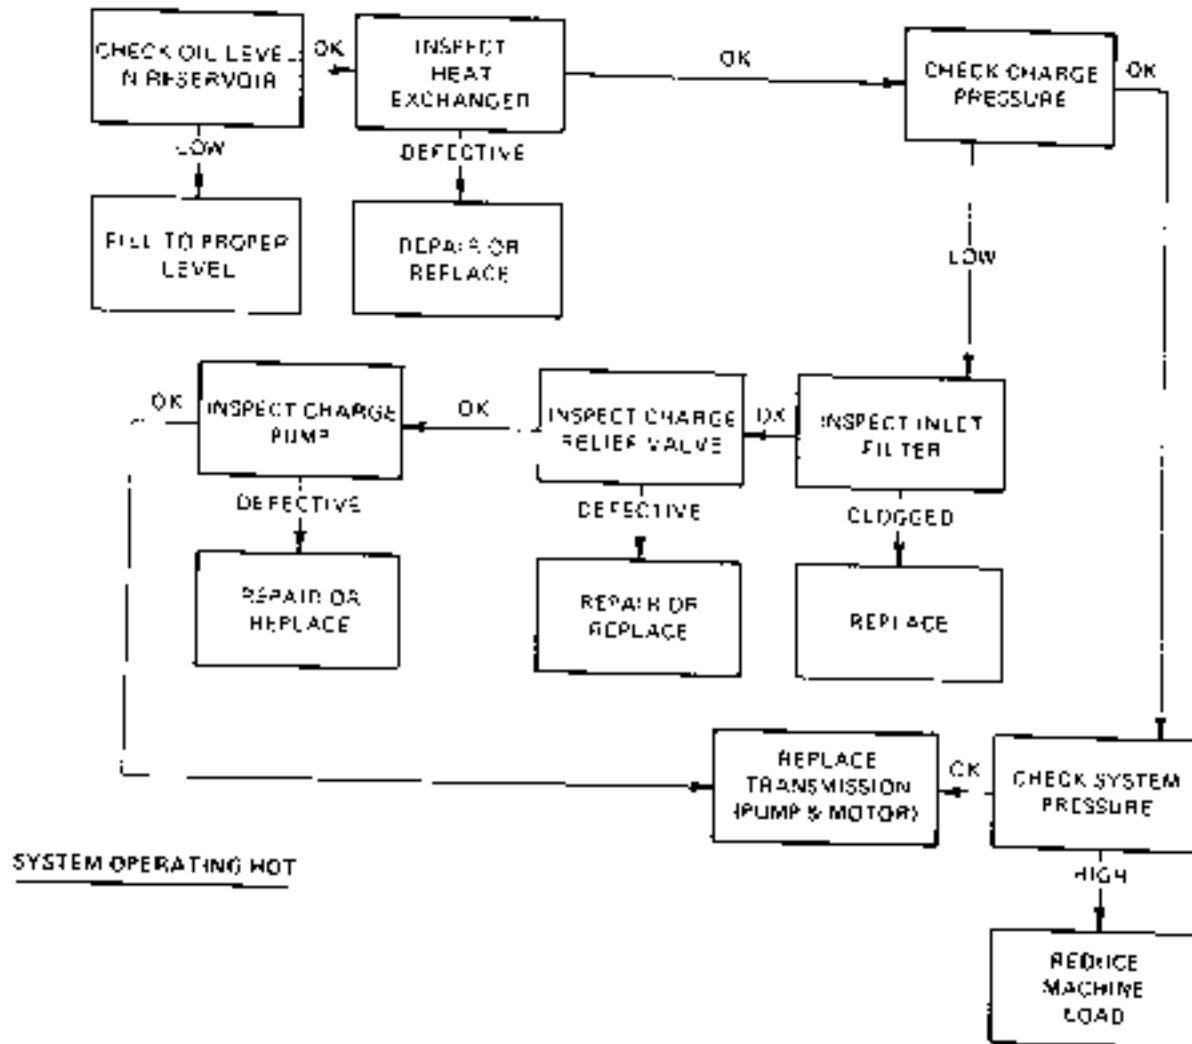 CHECK OIL LEVEL
IN RESERVOIR
OK
INSPECT
HEAT
EXCHANGER
OK
CHECK CHARGE
PRESSURE
OK
LOW
DEFECTIVE
FILL TO PROPER
LEVEL
REPAIR OR
REPLACE
LOW
OK
INSPECT CHARGE
PUMP
OK
INSPECT CHARGE
RELIEF VALVE
OK
INSPECT INLET
FILTER
DEFECTIVE
DEFECTIVE
CLOGGED
REPAIR OR
REPLACE
REPAIR OR
REPLACE
REPLACE
REPLACE
TRANSMISSION
(PUMP & MOTOR)
OK
CHECK SYSTEM
PRESSURE
SYSTEM OPERATING HOT
HIGH
REDUCE
MACHINE
LOAD